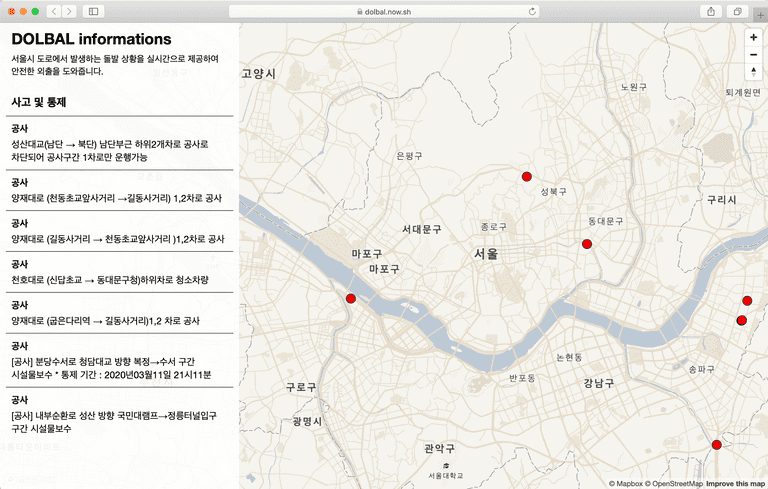 dolbal.now.sh
DOLBAL informations
서울시 도로에서 발생하는 돌발 상황을 실시간으로 제공하여
안전한 외출을 도와줍니다.
사고 및 통제
공사
성산대교(남단 → 북단) 남단부근 하위2개차로 공사로
차단되어 공사구간 1차로만 운행가능
공사
양재대로 (천동초교앞사거리 →길동사거리) 1,2차로 공사
공사
양재대로 (길동사거리 → 천동초교앞사거리 )1,2차로 공사
공사
천호대로 (신답초교 → 동대문구청)하위차로 청소차량
공사
양재대로 (굽은다리역 → 길동사거리)1,2 차로 공사
공사
[공사] 분당수서로 청담대교 방향 복정→수서 구간
시설물보수 * 통제 기간 : 2020년03월11일 21시11분
공사
[공사] 내부순환로 성산 방향 국민대램프→정릉터널입구
구간 시설물보수
고양시
노원구
퇴계원면
은평구
성북구
구리시
서대문구
종로구
동대문구
서울
마포구
마포구
논현동
송파구
반포동
강남구
구로구
광명시
관악구
서울대학교
© Mapbox © OpenStreetMap Improve this map